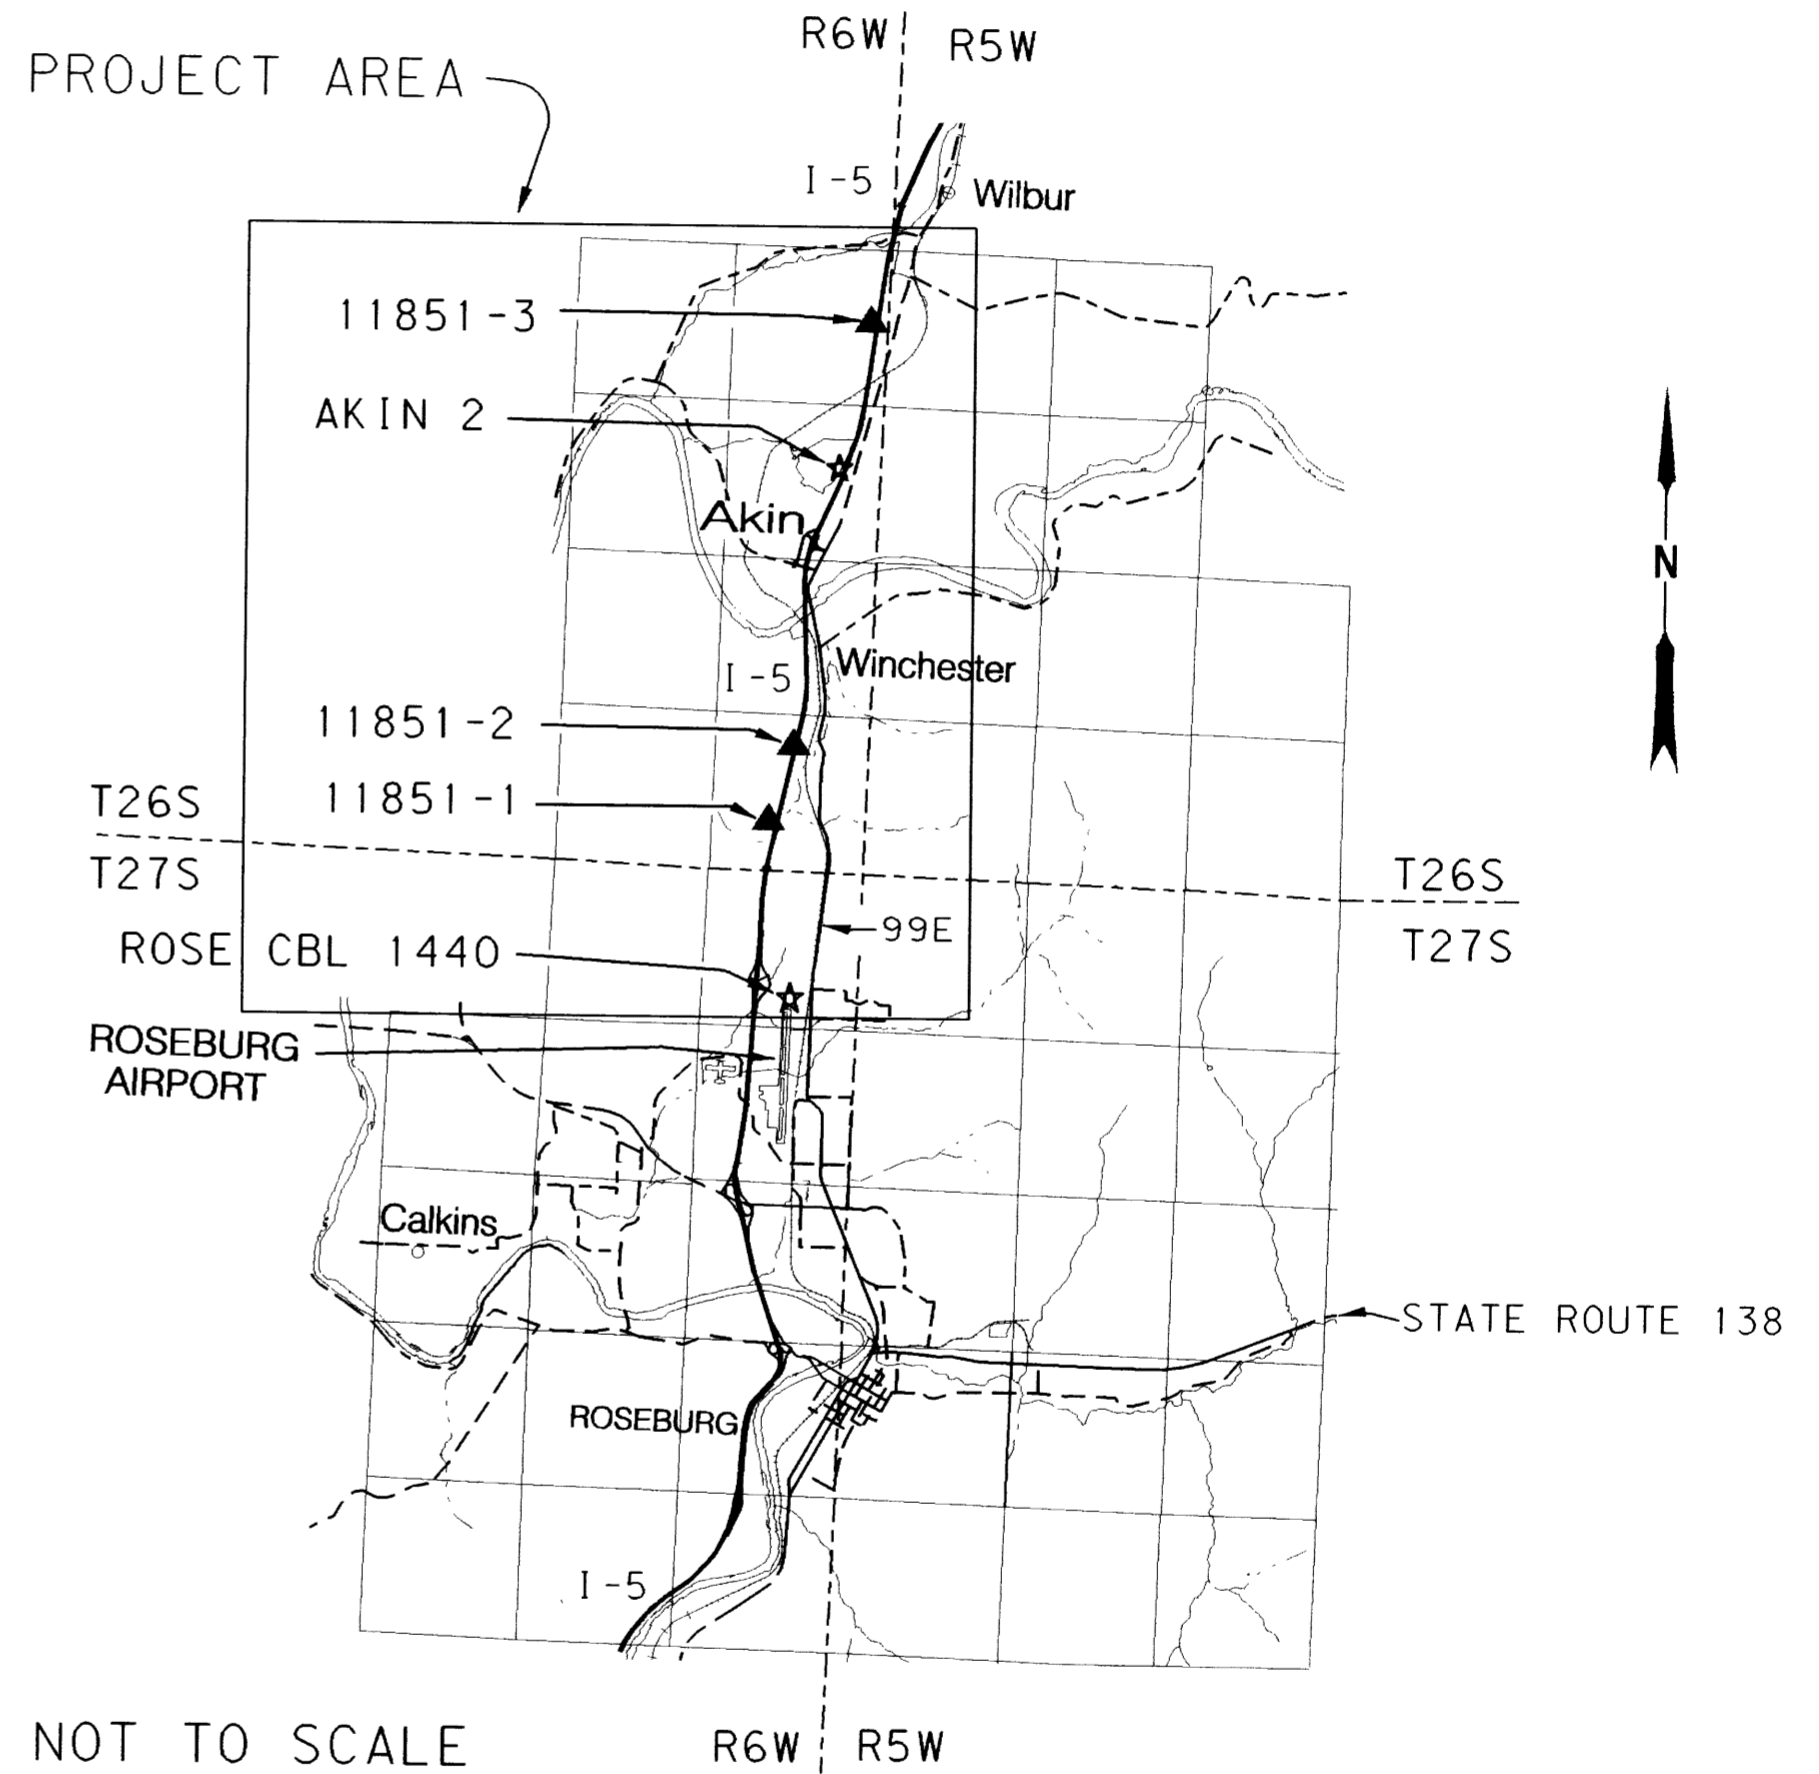 R6W R5W
PROJECT AREA
I-5
Wilbur
11851-3
AKIN 2
Akin
N
Winchester
I-5
11851-2
11851-1
T26S
T27S
T26S
T27S
99E
ROSE CBL 1440
ROSEBURG
AIRPORT
Calkins
STATE ROUTE 138
ROSEBURG
I-5
NOT TO SCALE
R6W R5W